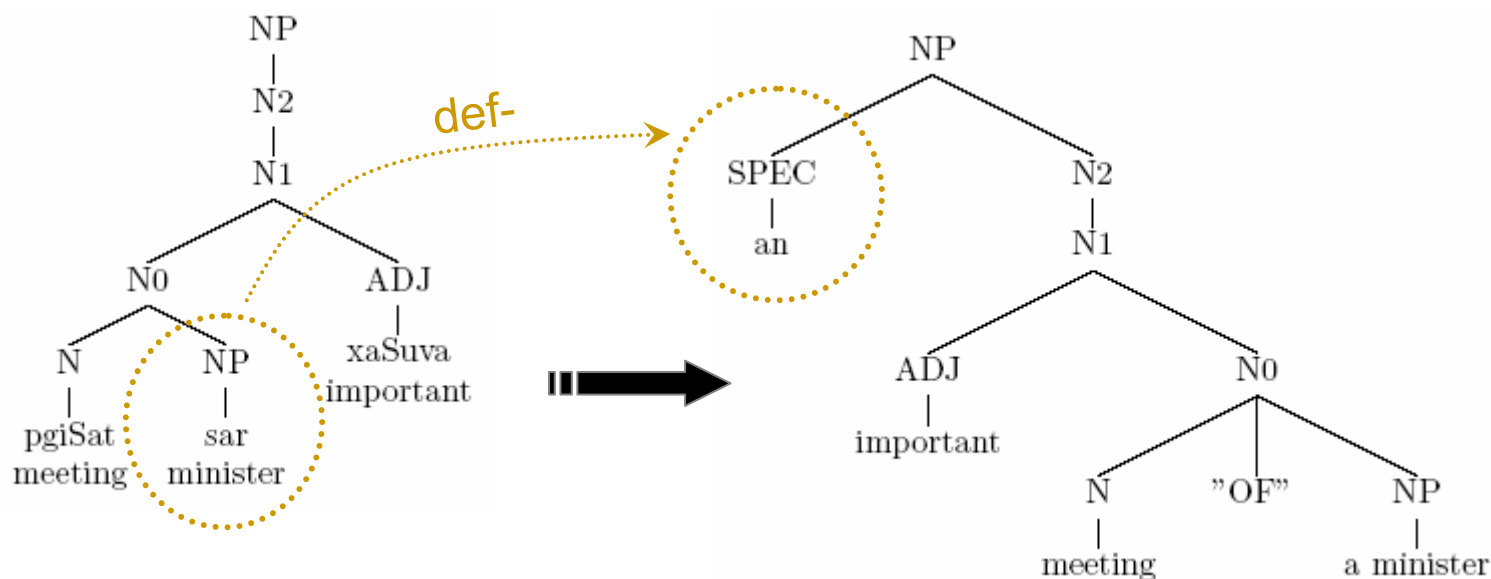 NP
N2
N1
N0 ADJ
N NP
xaSuva
important
pgiSat sar
meeting minister
def-
NP
SPEC N2
an N1
ADJ N0
important
N "OF" NP
meeting a minister